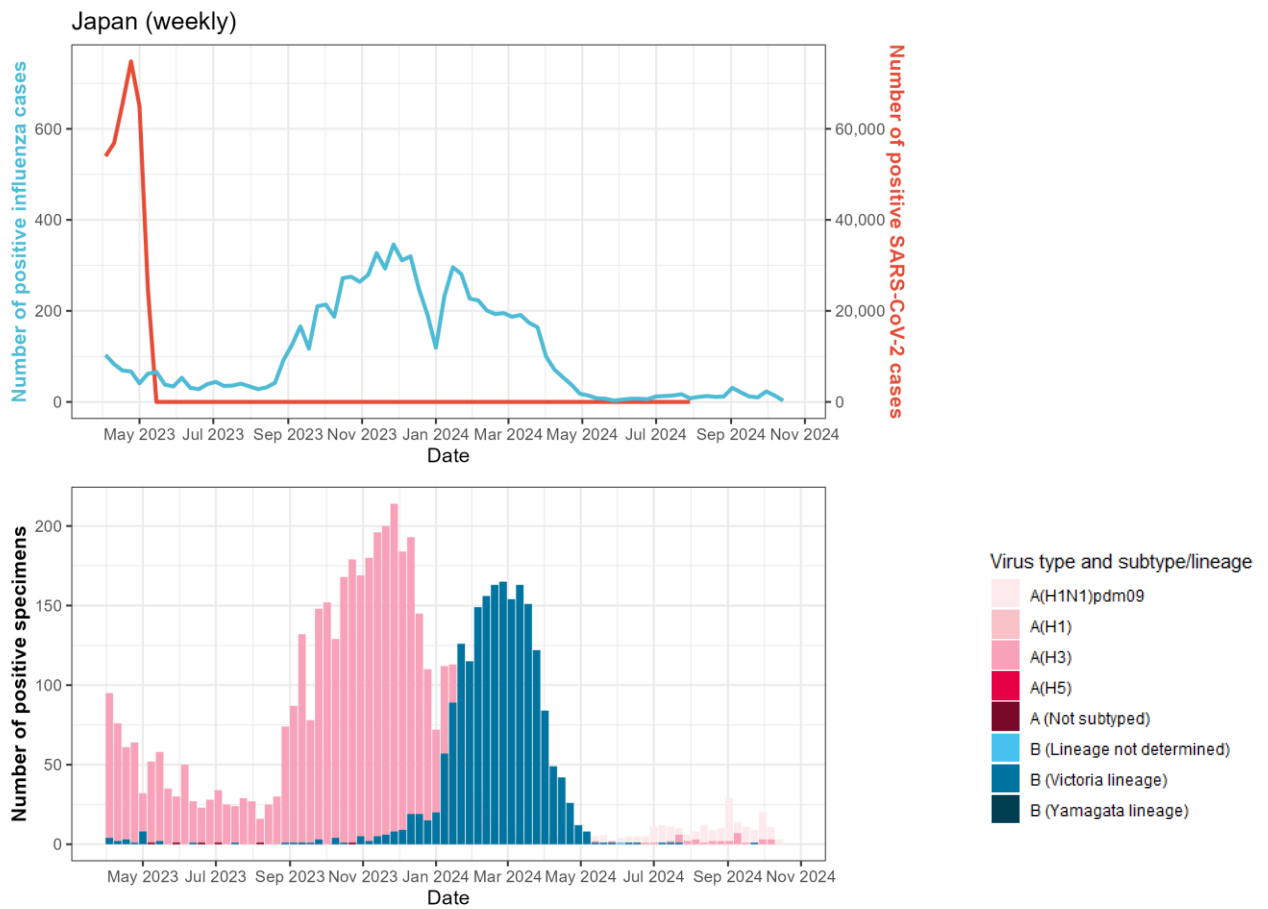 Japan (weekly)
Number of positive influenza cases
600
400
200
0
60,000
40,000
20,000
0
Number of positive SARS-CoV-2 cases
May 2023 Jul 2023 Sep 2023 Nov 2023 Jan 2024 Mar 2024 May 2024 Jul 2024 Sep 2024 Nov 2024
Date
Number of positive specimens
200
150
100
50
0
May 2023 Jul 2023 Sep 2023 Nov 2023 Jan 2024 Mar 2024 May 2024 Jul 2024 Sep 2024 Nov 2024
Date
Virus type and subtype/lineage
A(H1N1)pdm09
A(H1)
A(H3)
A(H5)
A (Not subtyped)
B (Lineage not determined)
B (Victoria lineage)
B (Yamagata lineage)